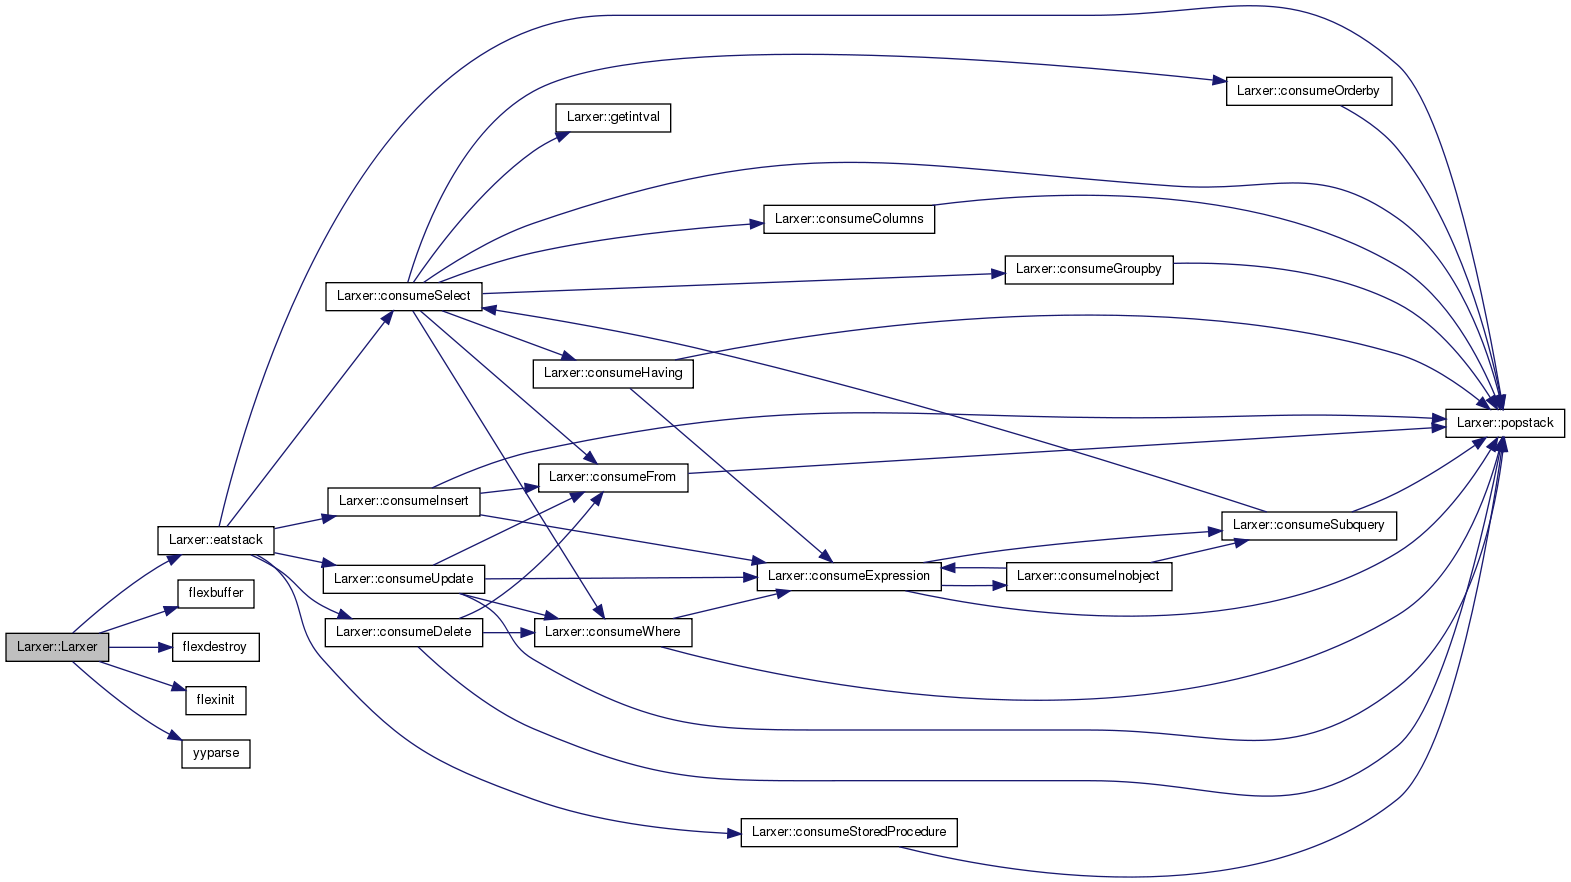 Larxer::consumeOrderby
Larxer::getintval
Larxer::consumeColumns
Larxer::consumeGroupby
Larxer::consumeSelect
Larxer::consumeHaving
Larxer::popstack
Larxer::consumeFrom
Larxer::consumeInsert
Larxer::consumeSubquery
Larxer::eatstack
Larxer::consumeUpdate
Larxer::consumeExpression
Larxer::consumeInobject
flexbuffer
Larxer::consumeDelete
Larxer::consumeWhere
Larxer::Larxer
flexdestroy
flexinit
yyparse
Larxer::consumeStoredProcedure